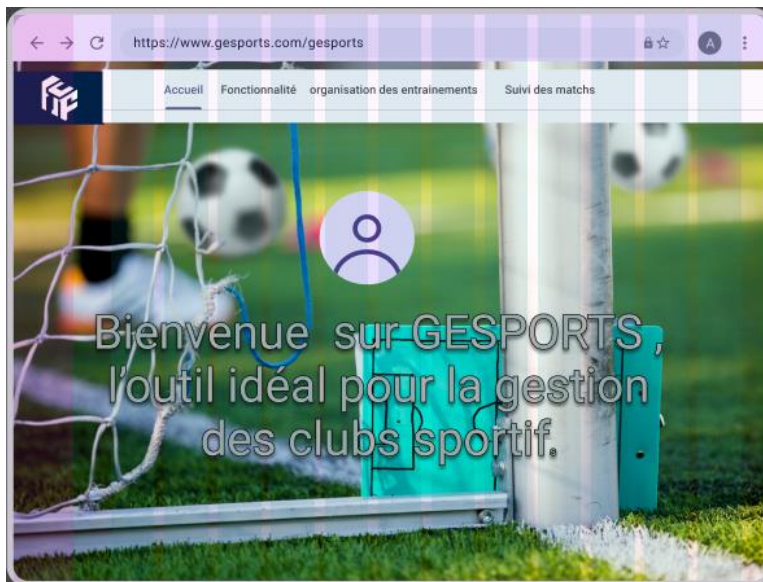 https://www.gesports.com/gesports
A
Accueil Fonctionnalité organisation des entrainements Suivi des matchs
Bienvenue sur GESPORTS ,
l'outil idéal pour la gestion
des clubs sportif.